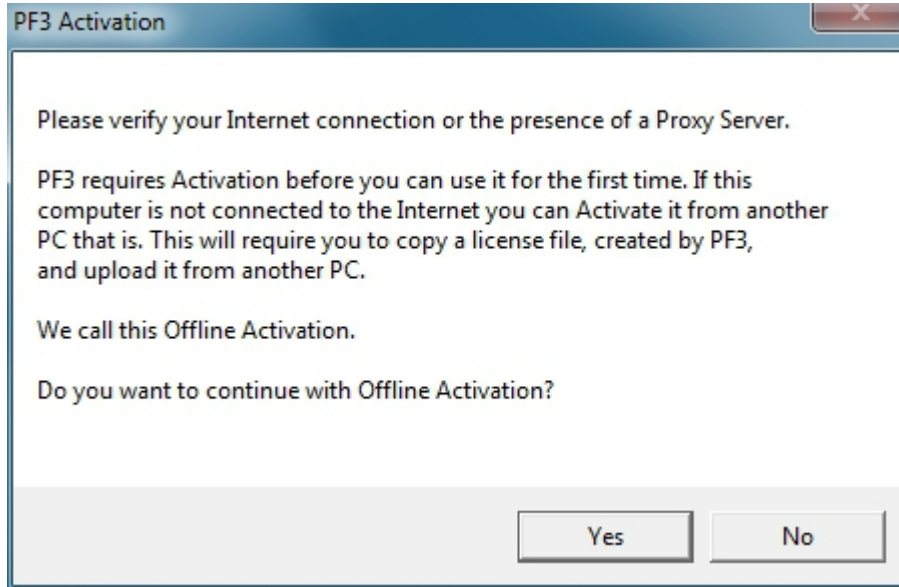 PF3 Activation
Please verify your Internet connection or the presence of a Proxy Server.
PF3 requires Activation before you can use it for the first time. If this
computer is not connected to the Internet you can Activate it from another
PC that is. This will require you to copy a license file, created by PF3,
and upload it from another PC.
We call this Offline Activation.
Do you want to continue with Offline Activation?
Yes No